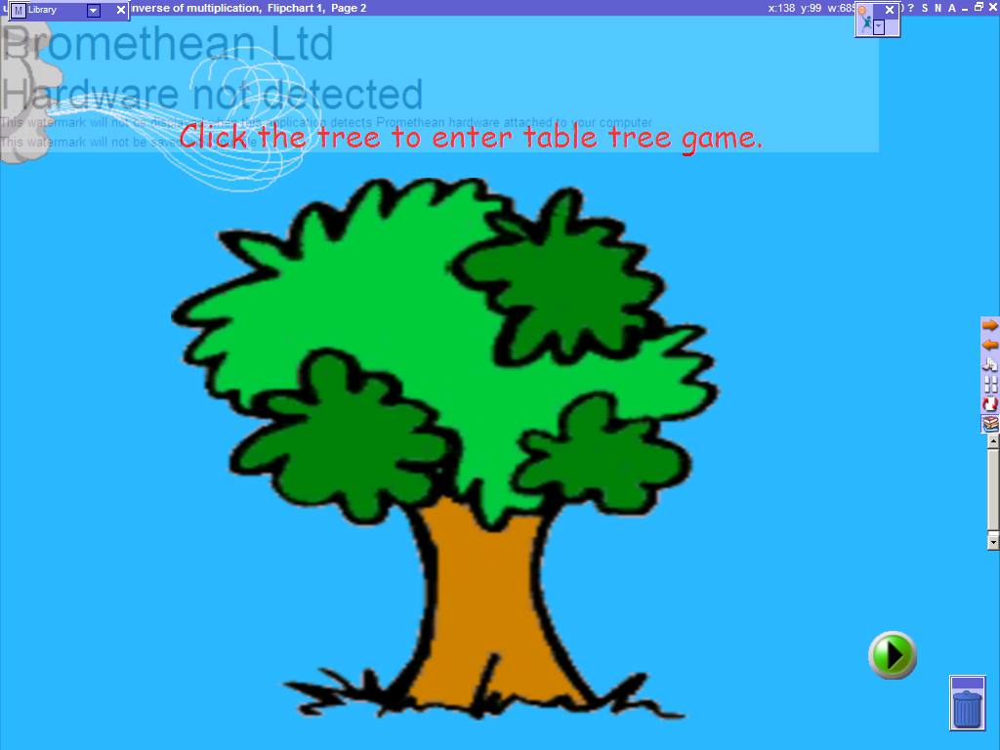 Library
nverse of multiplication, Flipchart 1, Page 2
x:138 y:99 w:685
? S N A
Promethean Ltd
Hardware not detected
This watermark will not be displayed when this application detects Promethean hardware attached to your computer
This watermark will not be saved
Click the tree to enter table tree game.